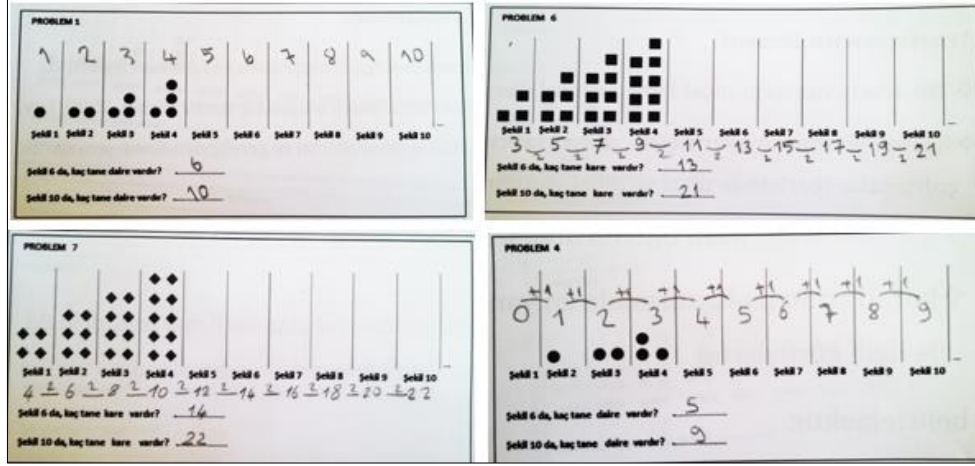 PROBLEM 1
1 2 3 4 5 6 7 8 9 10
Şekil 1 Şekil 2 Şekil 3 Şekil 4 Şekil 5 Şekil 6 Şekil 7 Şekil 8 Şekil 9 Şekil 10
Şekil 6 da, kaç tane daire vardır? 6
Şekil 10 da, kaç tane daire vardır? 10
PROBLEM 6
Şekil 1 Şekil 2 Şekil 3 Şekil 4 Şekil 5 Şekil 6 Şekil 7 Şekil 8 Şekil 9 Şekil 10
3 2 5 2 7 2 9 2 11 2 13 2 15 2 17 2 19 2 21
Şekil 6 da, kaç tane kare vardır? 13
Şekil 10 da, kaç tane kare vardır? 21
PROBLEM 7
Şekil 1 Şekil 2 Şekil 3 Şekil 4 Şekil 5 Şekil 6 Şekil 7 Şekil 8 Şekil 9 Şekil 10
4 2 6 2 8 2 10 2 12 2 14 2 16 2 18 2 20 2 22
Şekil 6 da, kaç tane kare vardır? 14
Şekil 10 da, kaç tane kare vardır? 22
PROBLEM 4
+1 +1 +1 +1 +1 +1 +1 +1 +1
0 1 2 3 4 5 6 7 8 9
Şekil 1 Şekil 2 Şekil 3 Şekil 4 Şekil 5 Şekil 6 Şekil 7 Şekil 8 Şekil 9 Şekil 10
Şekil 6 da, kaç tane daire vardır? 5
Şekil 10 da, kaç tane daire vardır? 9